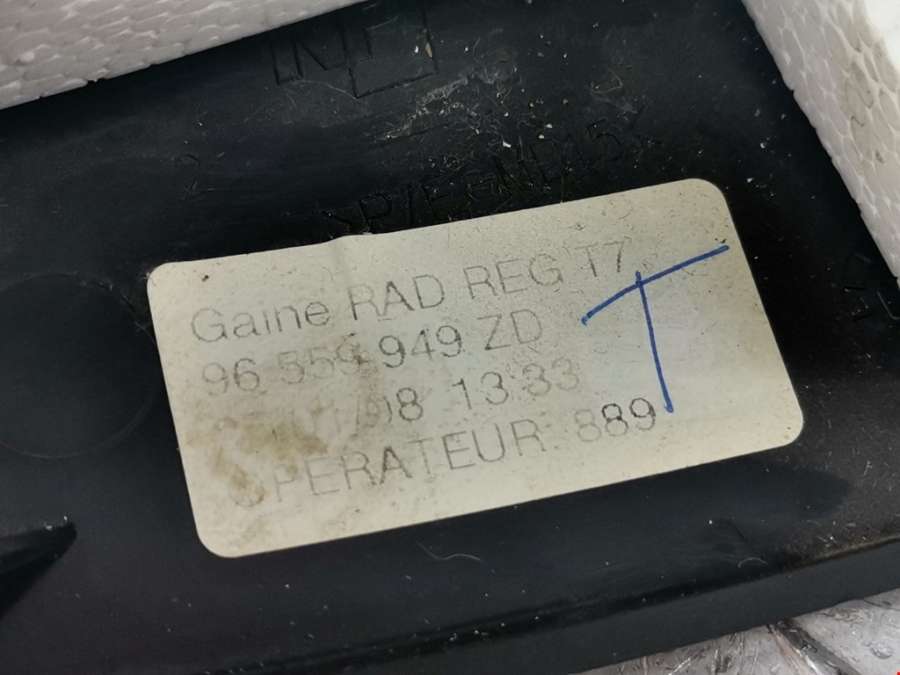 Gaine RAD REG T7
96 559 949 ZD
08 13:33
OPERATEUR: 889
T